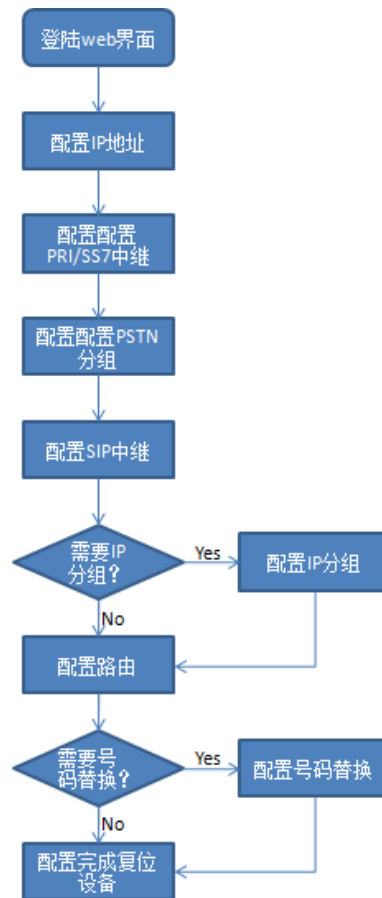 登陆web界面
配置IP地址
配置配置
PRI/SS7中继
配置配置PSTN
分组
配置SIP中继
需要IP
分组?
Yes
配置IP分组
No
配置路由
需要号
码替换?
Yes
配置号码替换
No
配置完成复位
设备